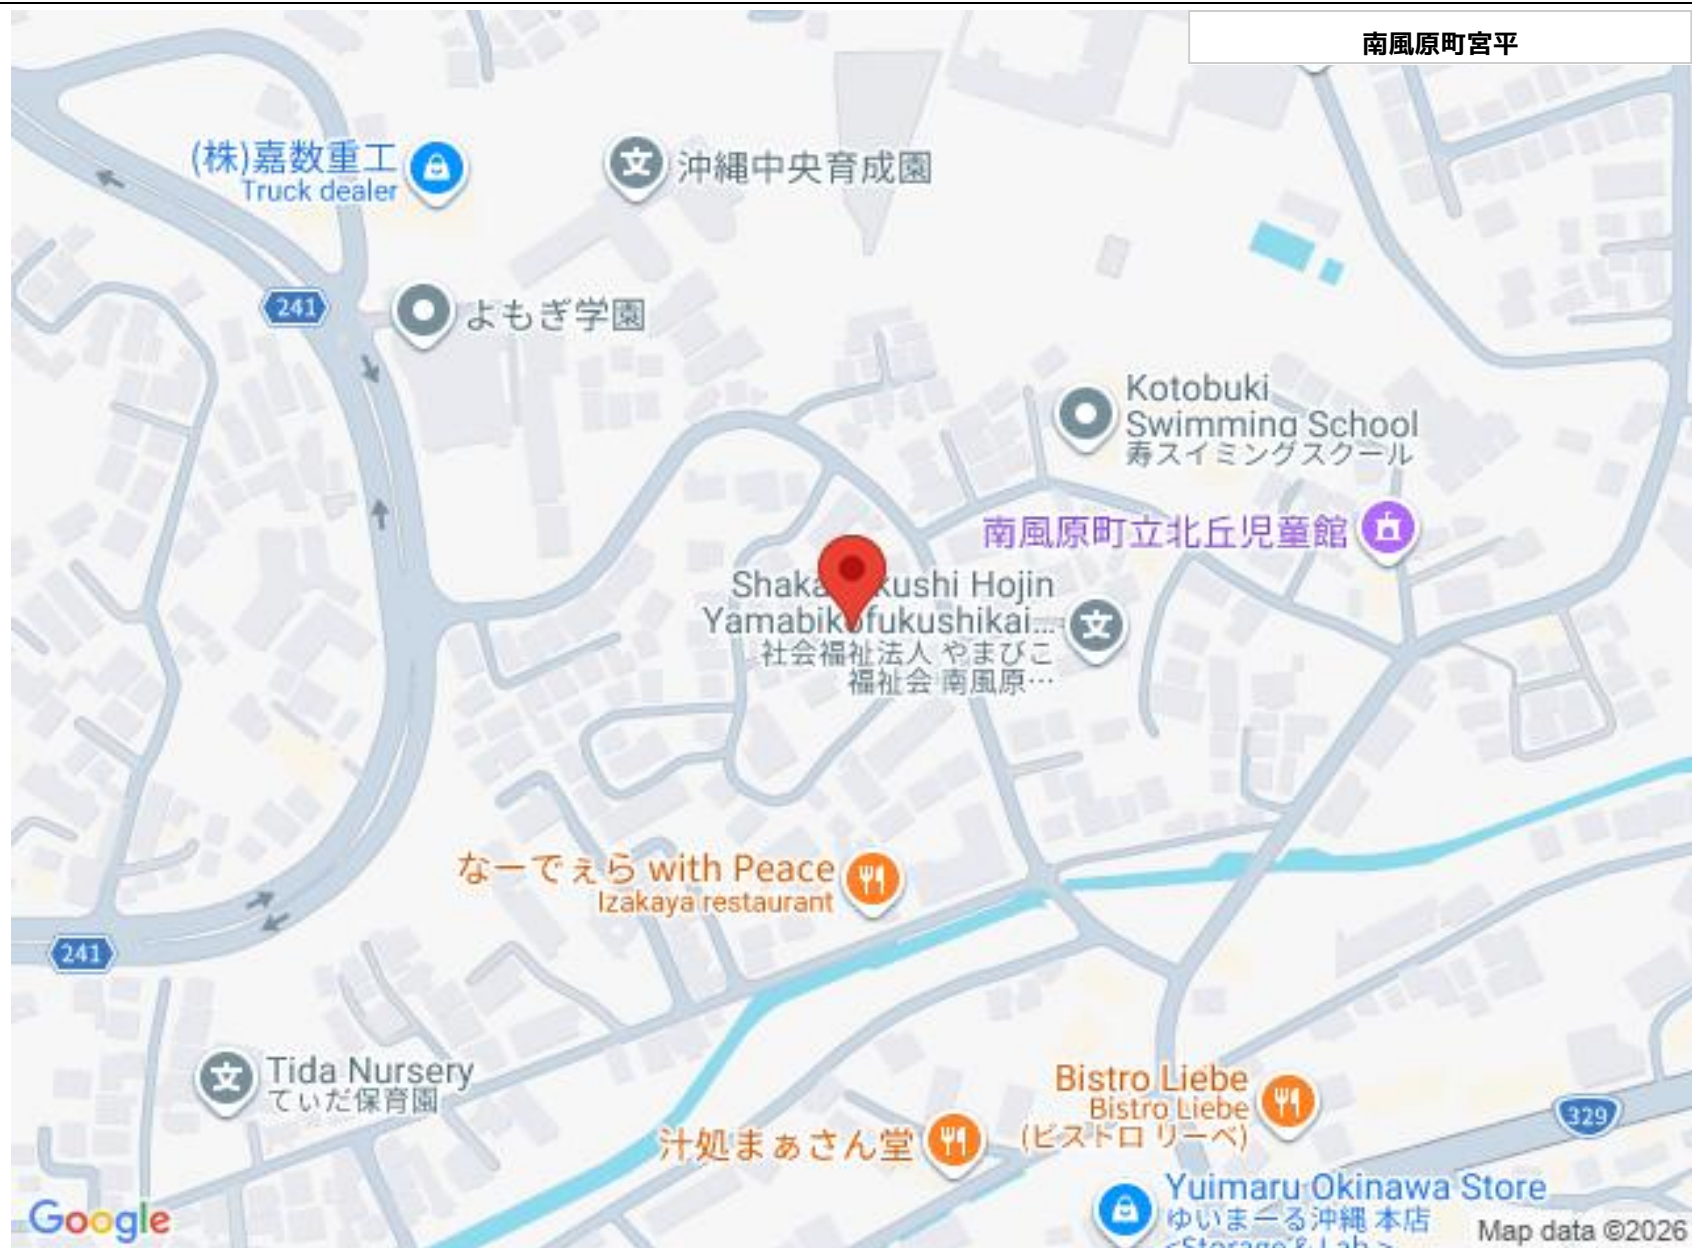 南風原町宮平
(株)嘉数重工
Truck dealer
沖縄中央育成園
241
よもぎ学園
Kotobuki
Swimming School
寿スイミングスクール
南風原町立北丘児童館
Yamabikofukushikai...
社会福祉法人 やまびこ
福祉会 南風原…
なーでぇら with Peace
Izakaya restaurant
241
Tida Nursery
てぃだ保育園
Bistro Liebe
Bistro Liebe
(ビストロ リーベ)
329
汁処まぁさん堂
Yuimaru Okinawa Store
ゆいまーる沖縄 本店
<Storage & Lab.>
Google
Map data ©2026